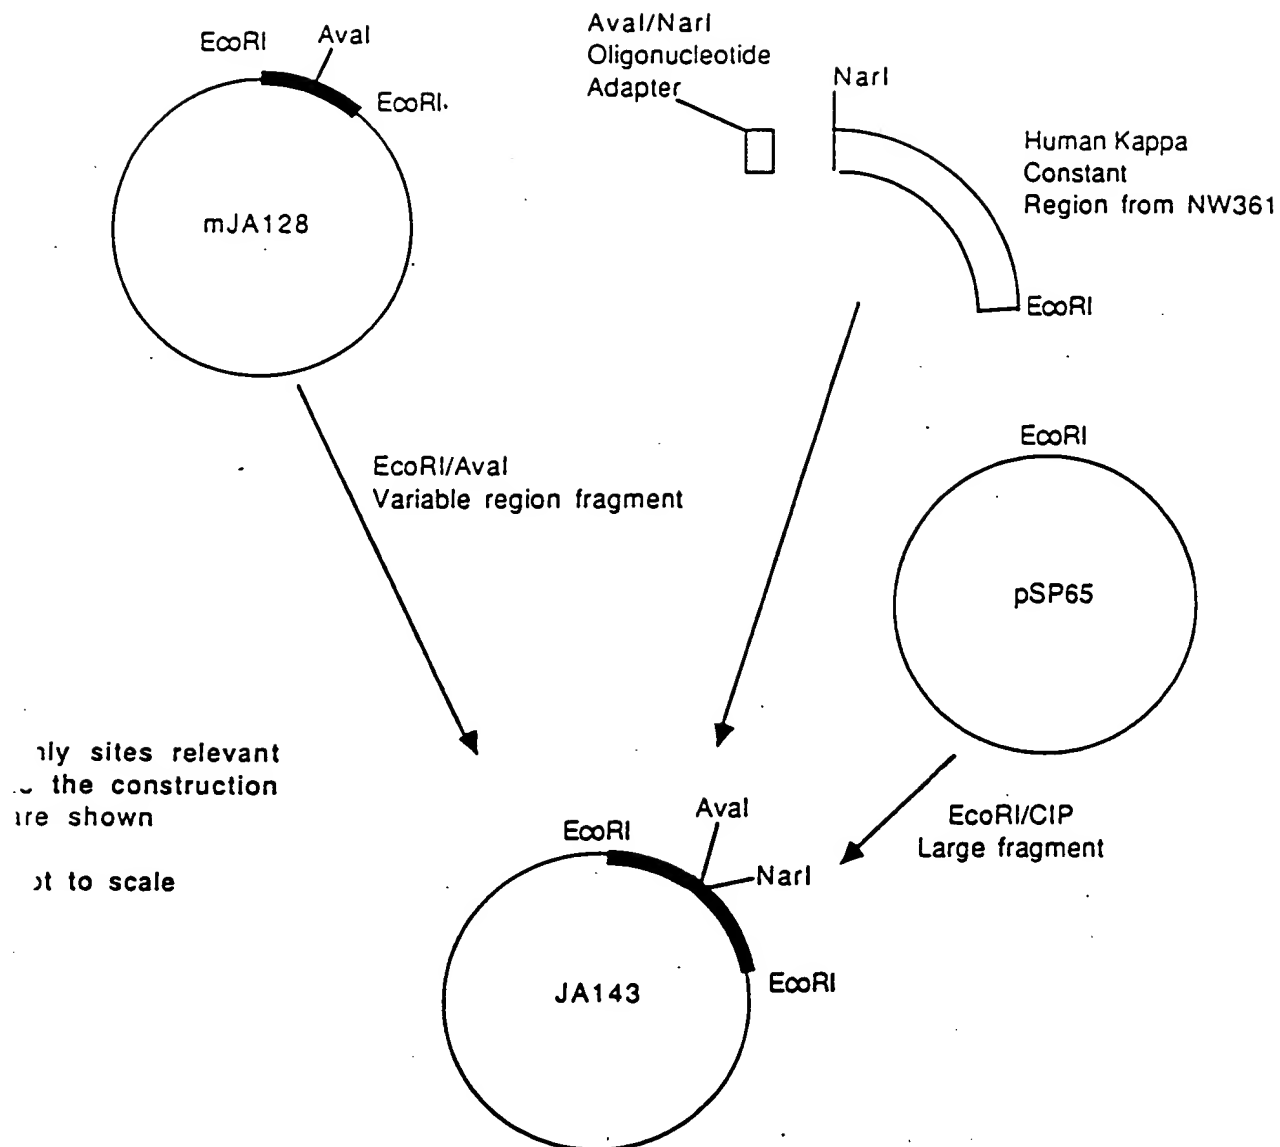 EcoRI
AvaI
EcoRI
mJA128
AvaI/NarI
Oligonucleotide
Adapter
NarI
Human Kappa
Constant
Region from NW361
EcoRI
EcoRI/AvaI
Variable region fragment
EcoRI
pSP65
sites relevant
the construction
shown
to scale
EcoRI/CIP
Large fragment
EcoRI
AvaI
NarI
EcoRI
JA143